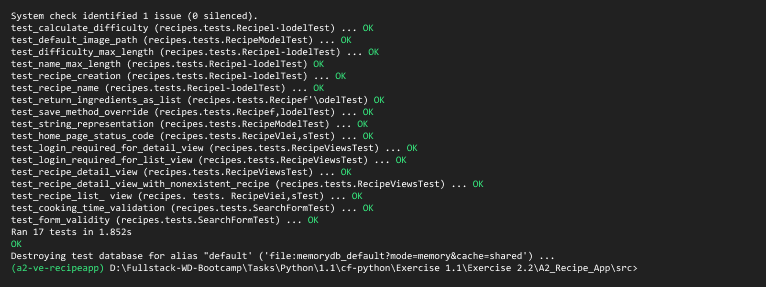 System check identified 1 issue (0 silenced).
test_calculate_difficulty (recipes.tests.Recipel·lodelTest) ... OK
test_default_image_path (recipes.tests.RecipeModelTest) ... OK
test_difficulty_max_length (recipes.tests.Recipel-lodelTest) ... OK
test_name_max_length (recipes.tests.Recipel-lodelTest) OK
test_recipe_creation (recipes.tests.Recipel-lodelTest) ... OK
test_recipe_name (recipes.tests.Recipel-lodelTest) ... OK
test_return_ingredients_as_list (recipes.tests.Recipef'\odelTest) OK
test_save_method_override (recipes.tests.Recipef,lodelTest) ... OK
test_string_representation (recipes.tests.RecipeModelTest) ... OK
test_home_page_status_code (recipes.tests.RecipeVlei,sTest) ... OK
test_login_required_for_detail_view (recipes.tests.RecipeViewsTest) ... OK
test_login_required_for_list_view (recipes.tests.RecipeViewsTest) ... OK
test_recipe_detail_view (recipes.tests.RecipeViewsTest) ... OK
test_recipe_detail_view_with_nonexistent_recipe (recipes.tests.RecipeViewsTest) ... OK
test_recipe_list_ view (recipes. tests. RecipeViei,sTest) ... OK
test_cooking_time_validation (recipes.tests.SearchFormTest) ... OK
test_form_validity (recipes.tests.SearchFormTest) ... OK
Ran 17 tests in 1.852s
OK
Destroying test database for alias "default' ('file:memorydb_default?mode=memory&cache=shared') ...
(a2-ve-recipeapp) D:\Fullstack-WD-Bootcamp\Tasks\Python\1.1\cf-python\Exercise 1.1\Exercise 2.2\A2_Recipe_App\src>